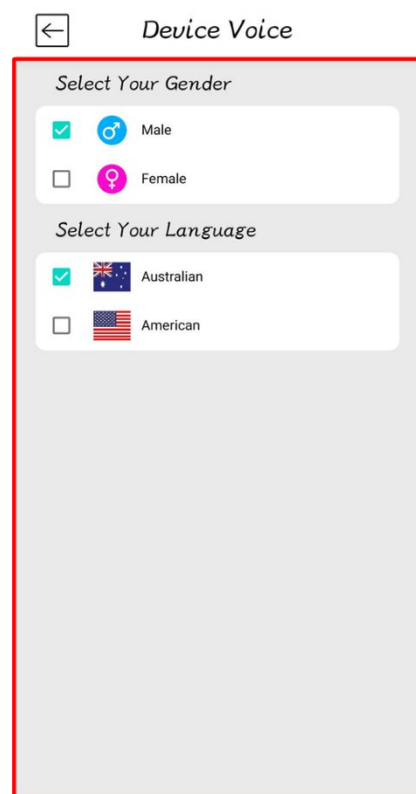 Device Voice
Select Your Gender
Male
Female
Select Your Language
Australian
American